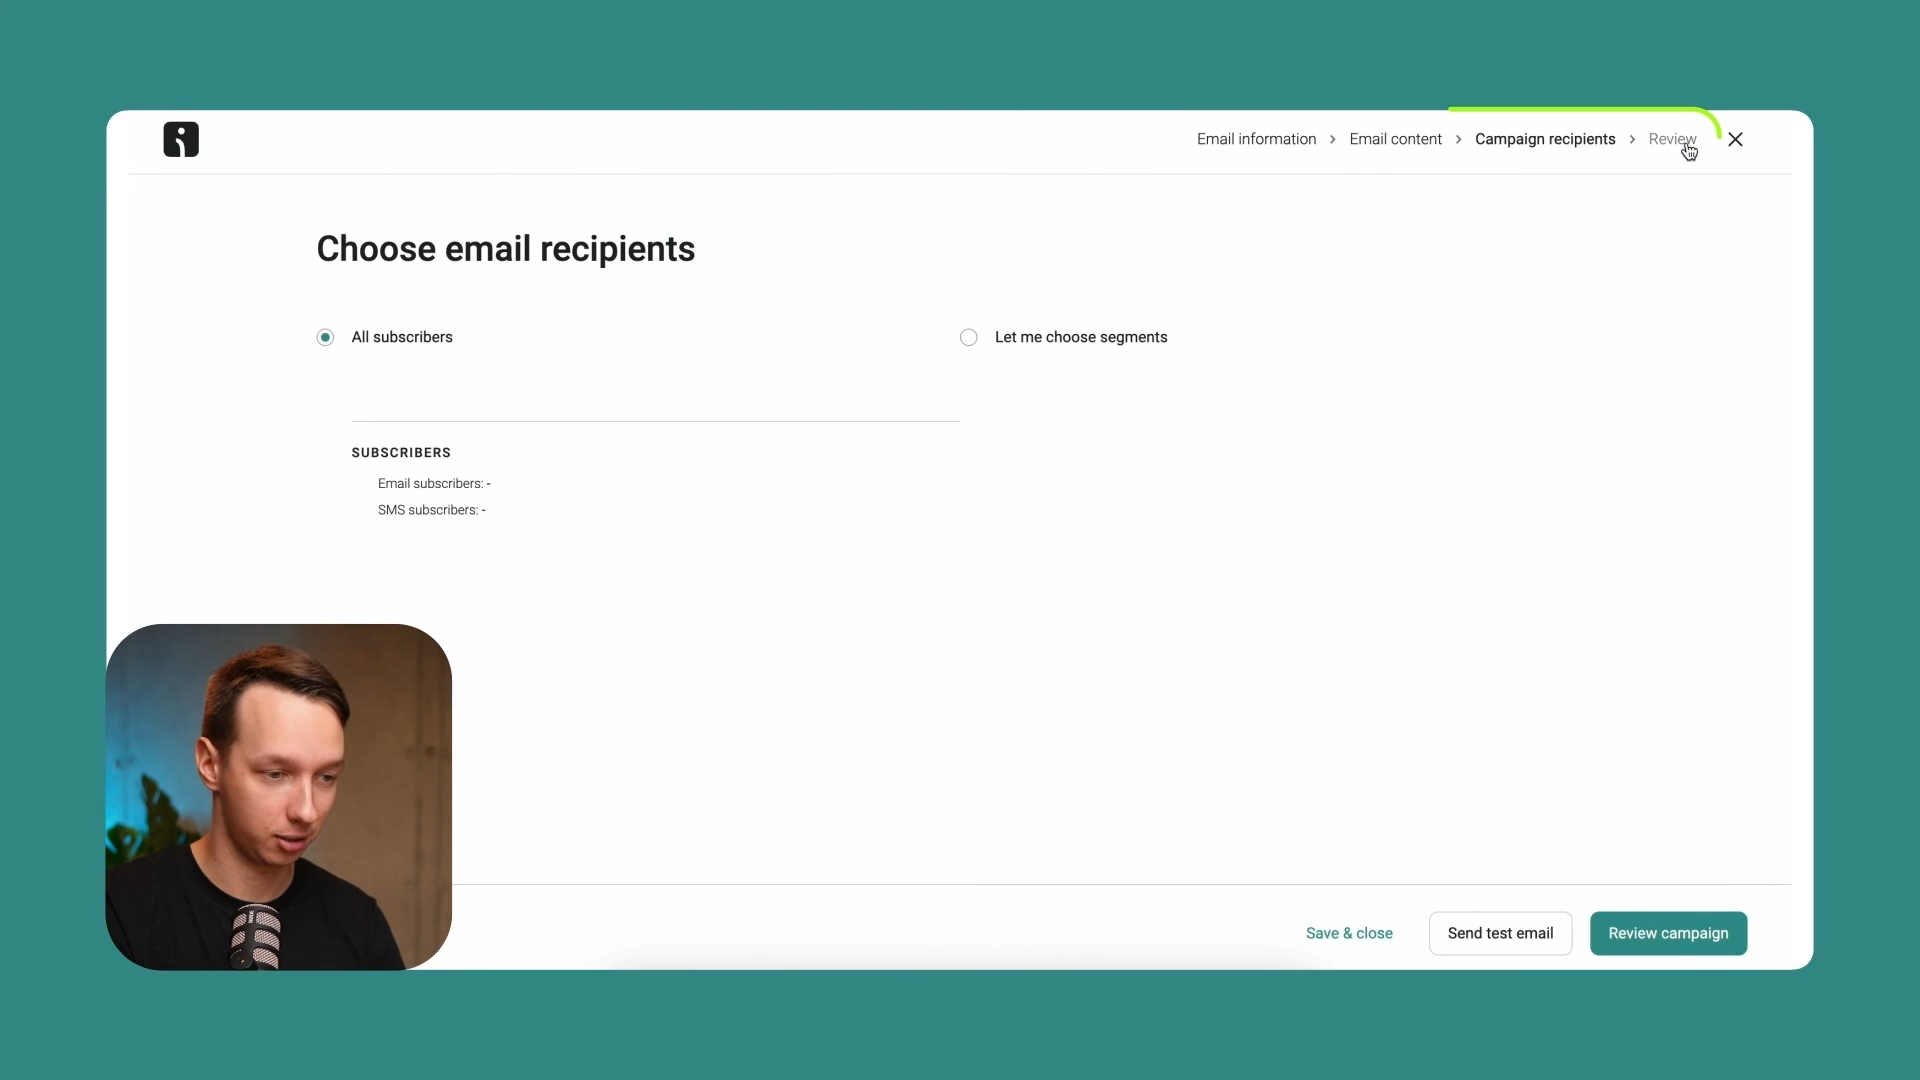 Email information > Email content > Campaign recipients > Review
Choose email recipients
All subscribers
Let me choose segments
SUBSCRIBERS
Email subscribers: -
SMS subscribers: -
Save & close
Send test email
Review campaign